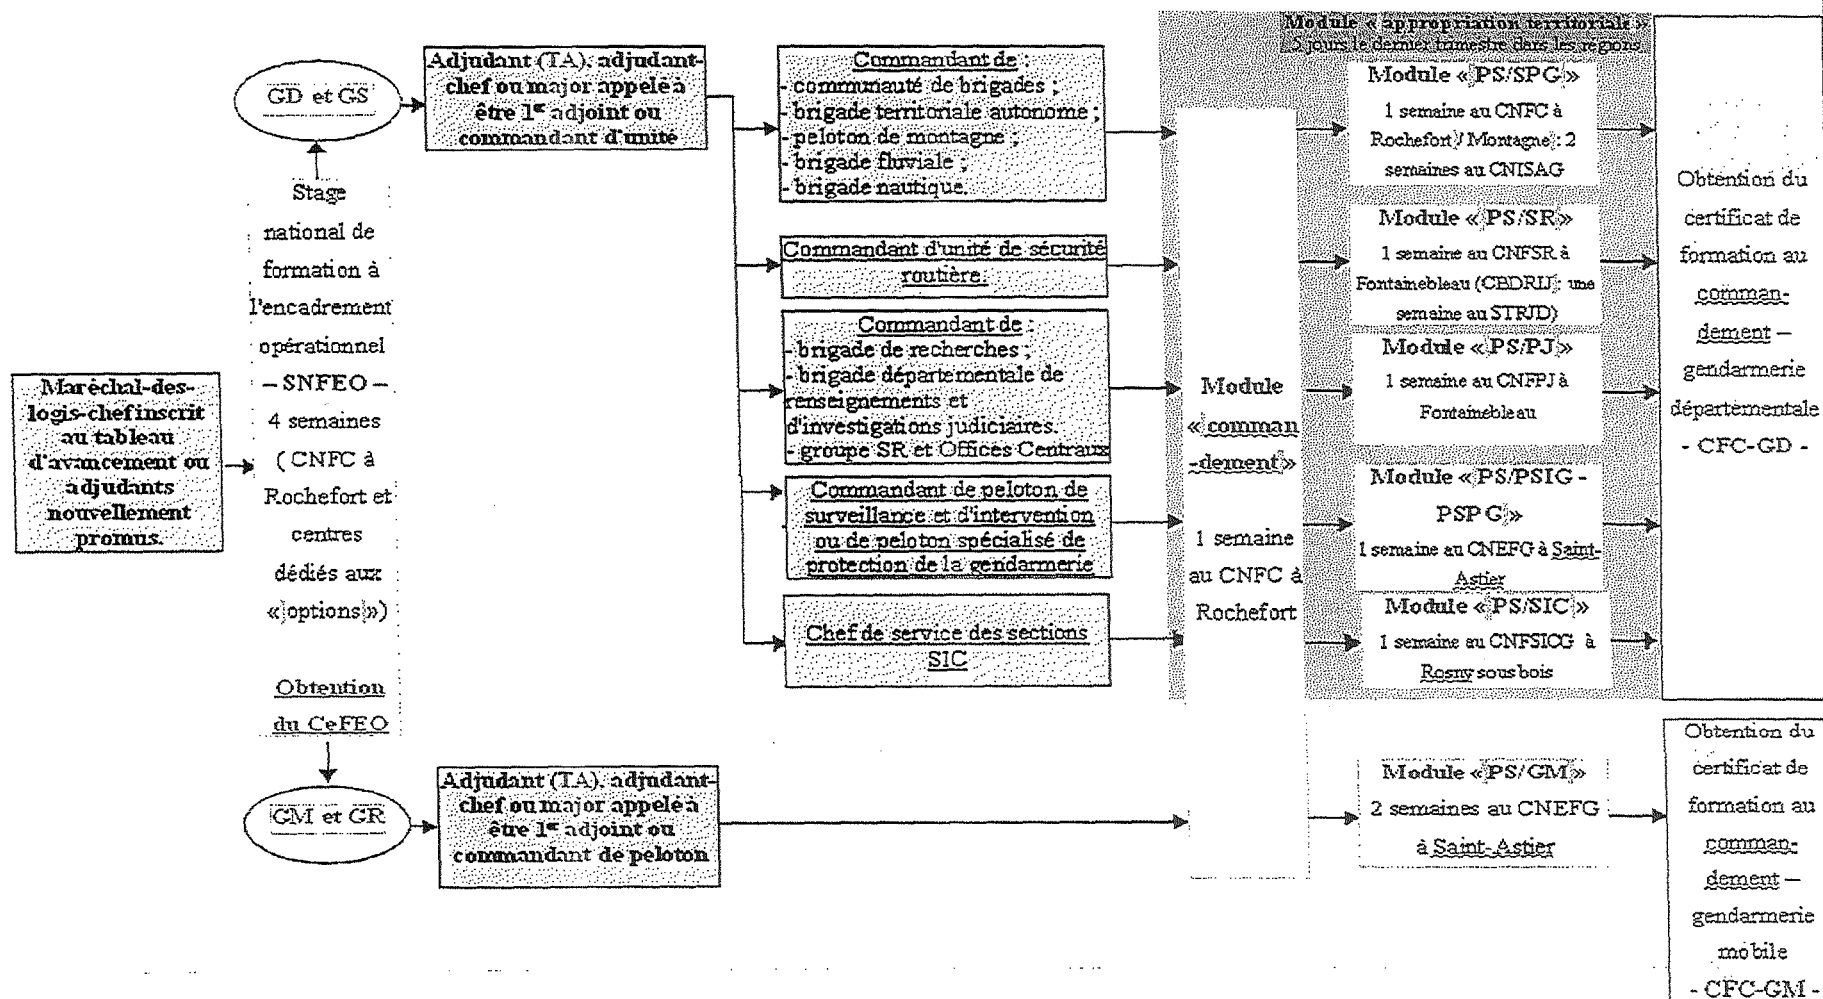 Maréchal-des-
logis-chef inscrit
au tableau
d'avancement ou
adjudants
nouvellement
promus.
GD et GS
Stage
national de
formation à
l'encadrement
opérationnel
– SNFEO –
4 semaines
( CNFC à
Rochefort et
centres
dédiés aux
« options »)
Obtention
du CeFEO
GM et GR
Adjudant (TA), adjudant-
chef ou major appelé à
être 1er adjoint ou
commandant d'unité
Commandant de :
- communauté de brigades ;
- brigade territoriale autonome ;
- peloton de montagne ;
- brigade fluviale ;
- brigade nautique.
Commandant d'unité de sécurité
routière.
Commandant de :
- brigade de recherches ;
- brigade départementale de
renseignements et
d'investigations judiciaires.
- groupe SR et Offices Centraux
Commandant de peloton de
surveillance et d'intervention
ou de peloton spécialisé de
protection de la gendarmerie
Chef de service des sections
SIC
Adjudant (TA), adjudant-
chef ou major appelé à
être 1er adjoint ou
commandant de peloton
Module
« comman
-dement »
1 semaine
au CNFC à
Rochefort
Module « appropriation territoriale »
5 jours le dernier trimestre dans les régions
Module « PS/SPG »
1 semaine au CNFC à
Rochefort / Montagne : 2
semaines au CNISAG
Module « PS/SR »
1 semaine au CNFSR à
Fontainebleau (CBDRIJ : une
semaine au STRJD)
Module « PS/PJ »
1 semaine au CNFPJ à
Fontainebleau
Module « PS/PSIG -
PSPG »
1 semaine au CNEFG à Saint-
Astier
Module « PS/SIC »
1 semaine au CNFSICG à
Rosny sous bois
Module « PS/GM »
2 semaines au CNEFG
à Saint-Astier
Obtention du
certificat de
formation au
comman-
dement –
gendarmerie
départementale
- CFC-GD -
Obtention du
certificat de
formation au
comman-
dement –
gendarmerie
mobile
- CFC-GM -